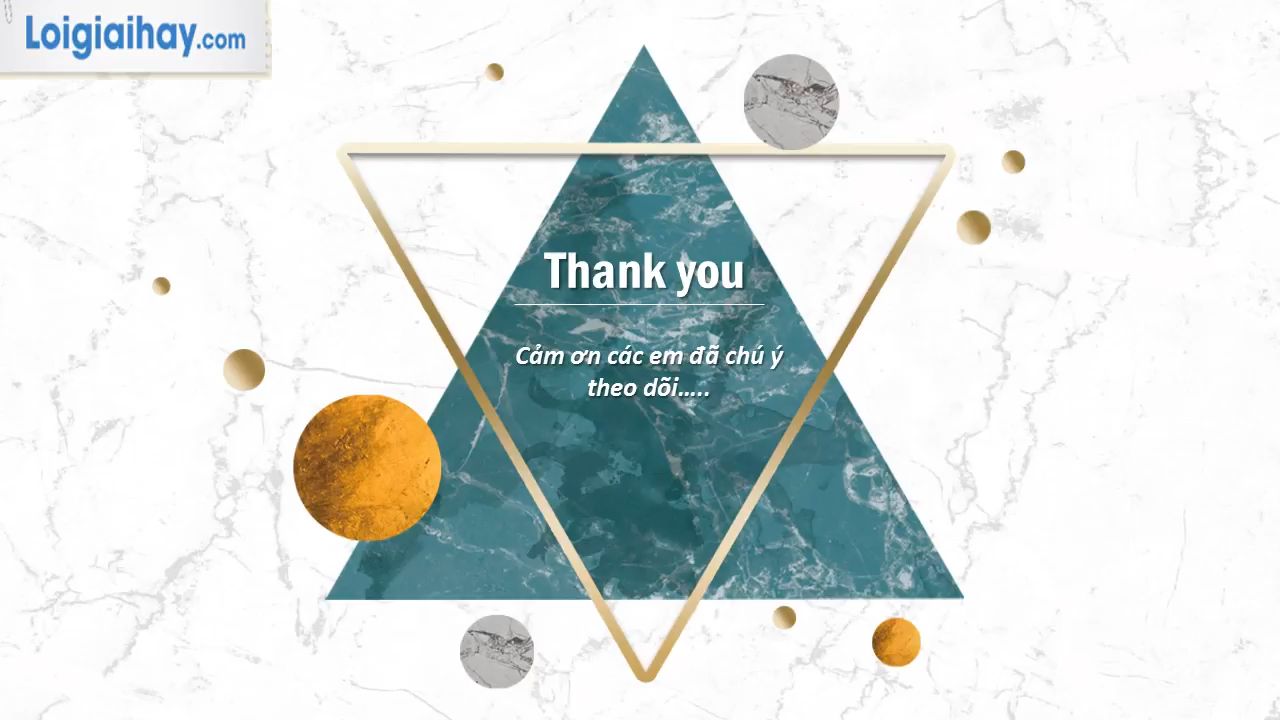 Loigiaihay.com
Thank you
Cảm ơn các em đã chú ý
theo dõi.....